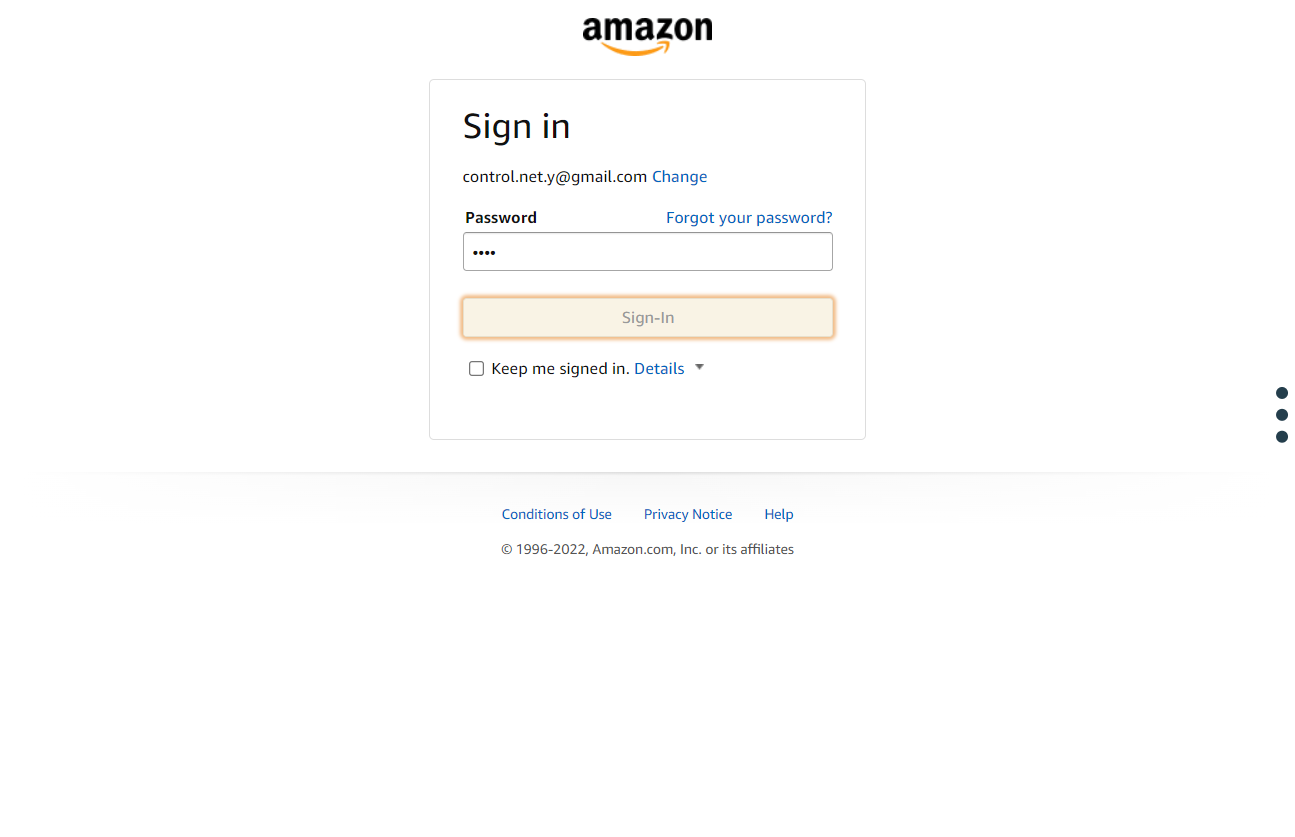 amazon
Sign in
control.net.y@gmail.com Change
Password Forgot your password?
••••
Sign-In
Keep me signed in. Details
Conditions of Use Privacy Notice Help
© 1996-2022, Amazon.com, Inc. or its affiliates